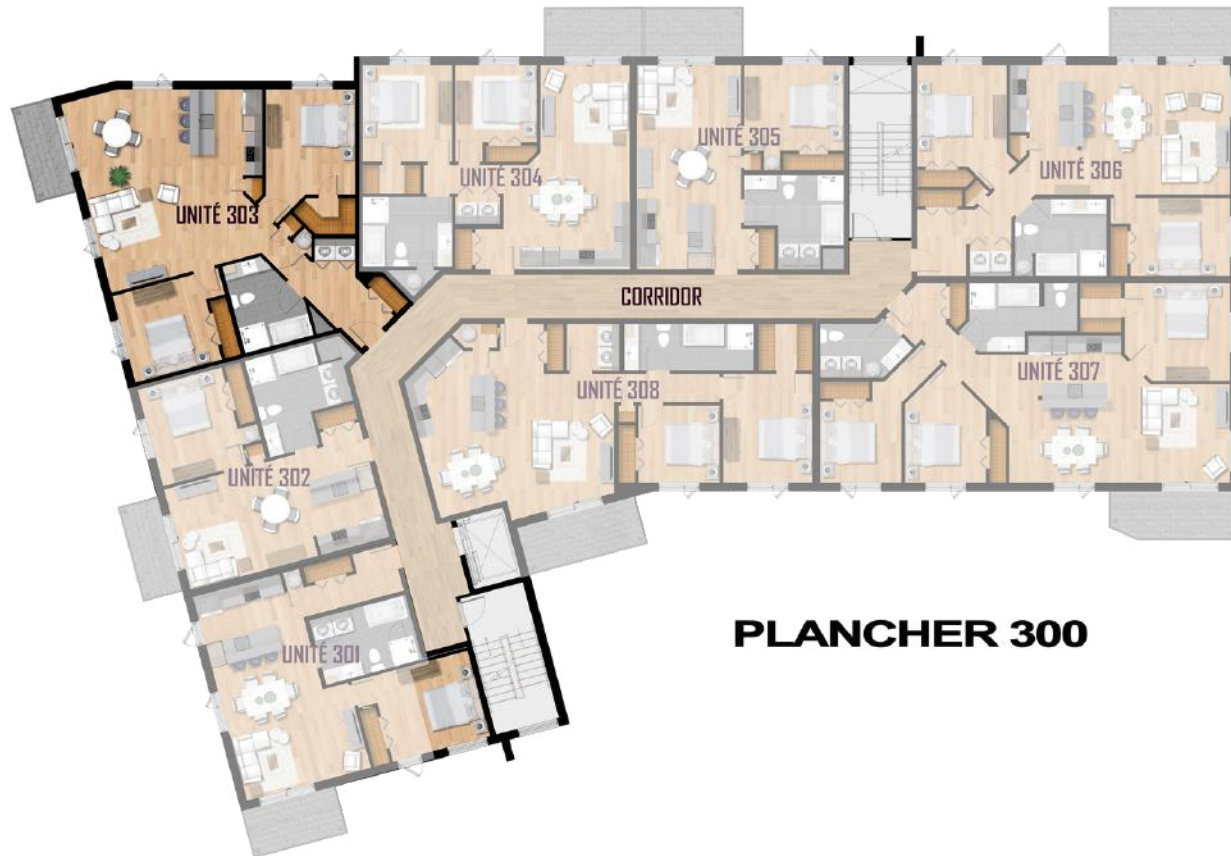 UNITÉ 304
UNITÉ 305
UNITÉ 306
UNITÉ 303
CORRIDOR
UNITÉ 308
UNITÉ 307
UNITÉ 302
UNITÉ 301
PLANCHER 300